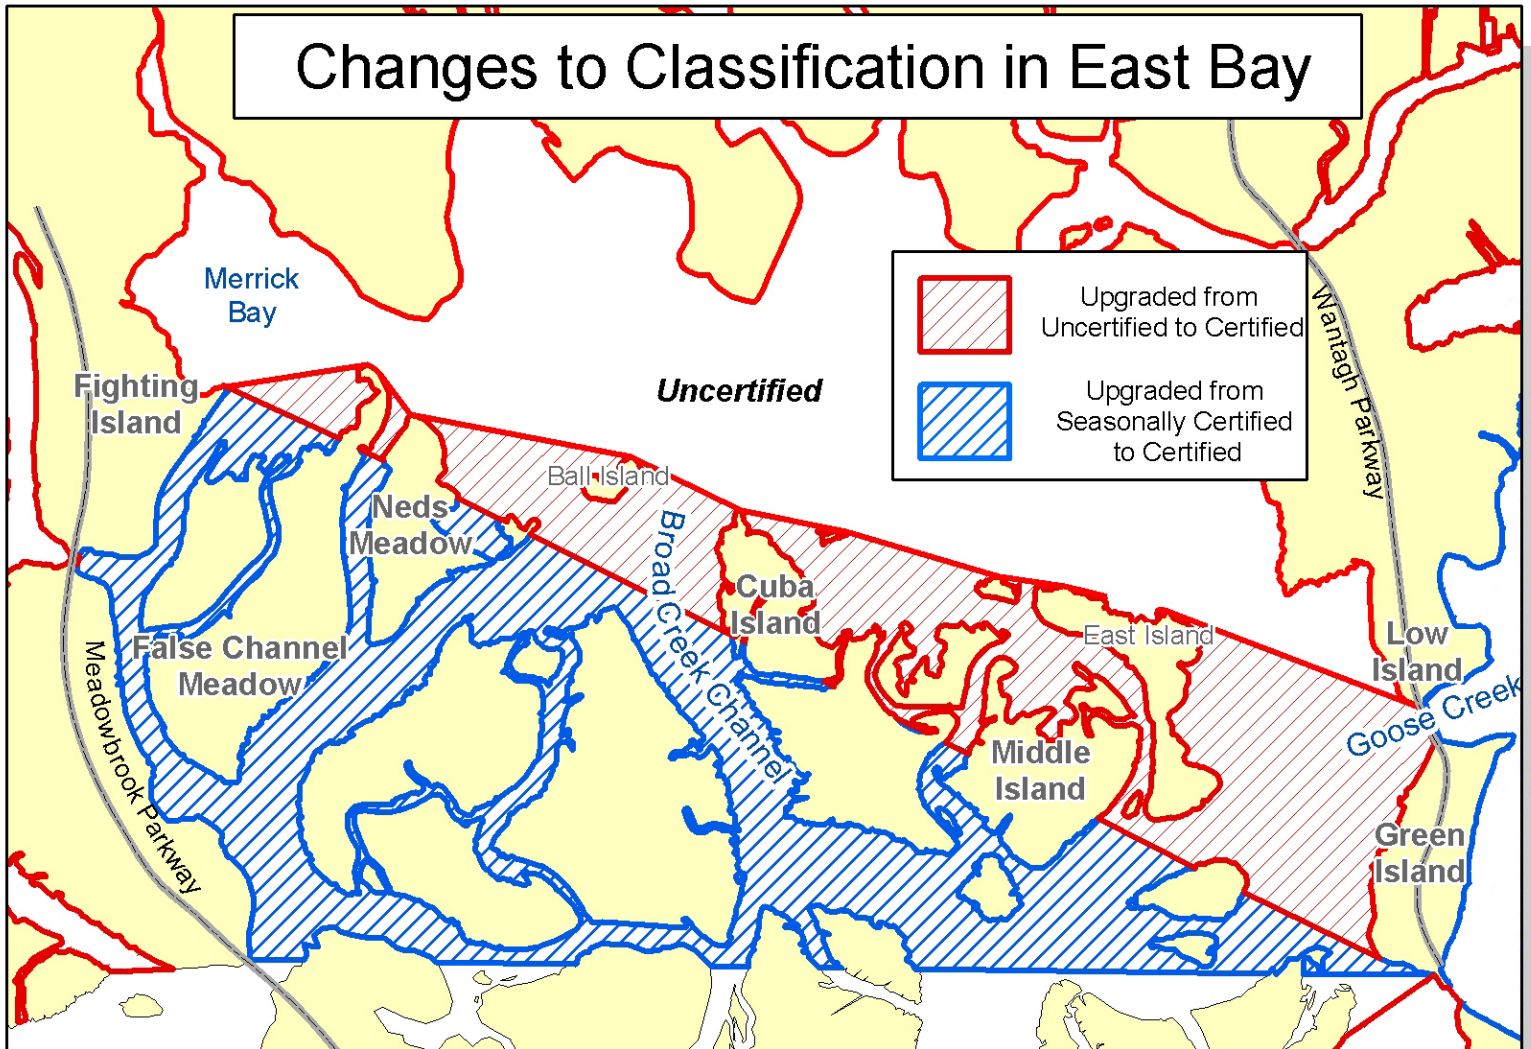 Changes to Classification in East Bay
Merrick
Bay
Upgraded from
Uncertified to Certified
Upgraded from
Seasonally Certified
to Certified
Wantagh Parkway
Fighting
Island
Uncertified
Ball Island
Neds
Meadow
Broad Creek Channel
Cuba
Island
East Island
Low
Island
False Channel
Meadow
Meadowbrook Parkway
Goose Creek
Middle
Island
Green
Island